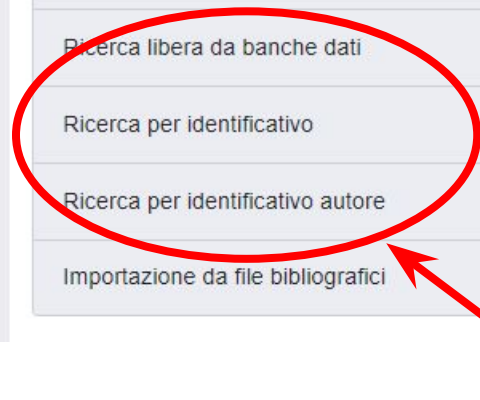 Ricerca libera da banche dati
Ricerca per identificativo
Ricerca per identificativo autore
Importazione da file bibliografici